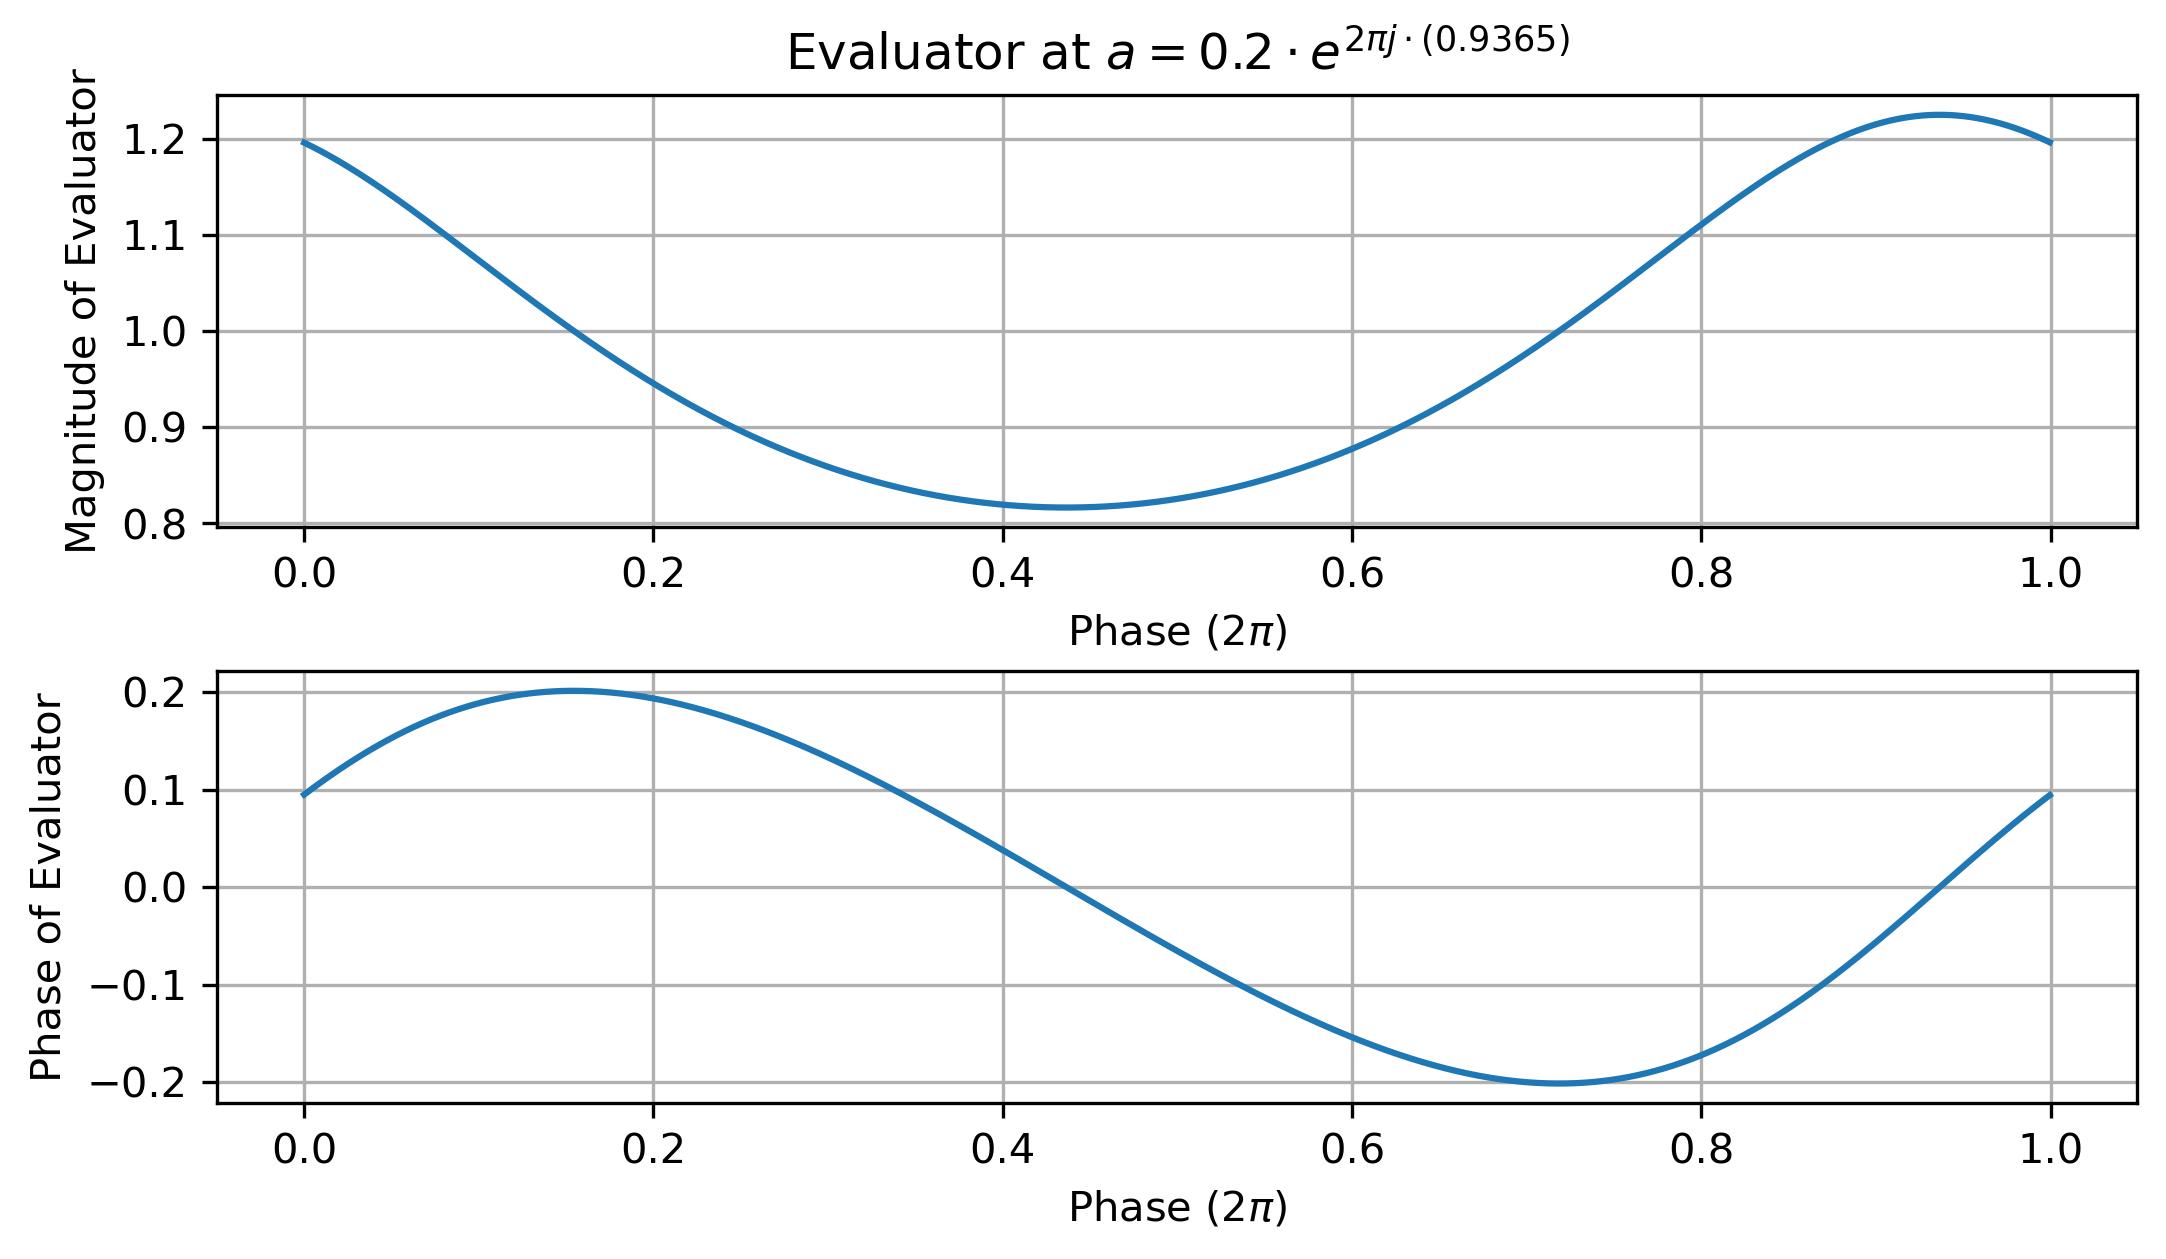 Evaluator at a = 0.2 · e^{2πj · (0.9365)}
Magnitude of Evaluator
1.2
1.1
1.0
0.9
0.8
0.0 0.2 0.4 0.6 0.8 1.0
Phase (2π)
Phase of Evaluator
0.2
0.1
0.0
−0.1
−0.2
0.0 0.2 0.4 0.6 0.8 1.0
Phase (2π)